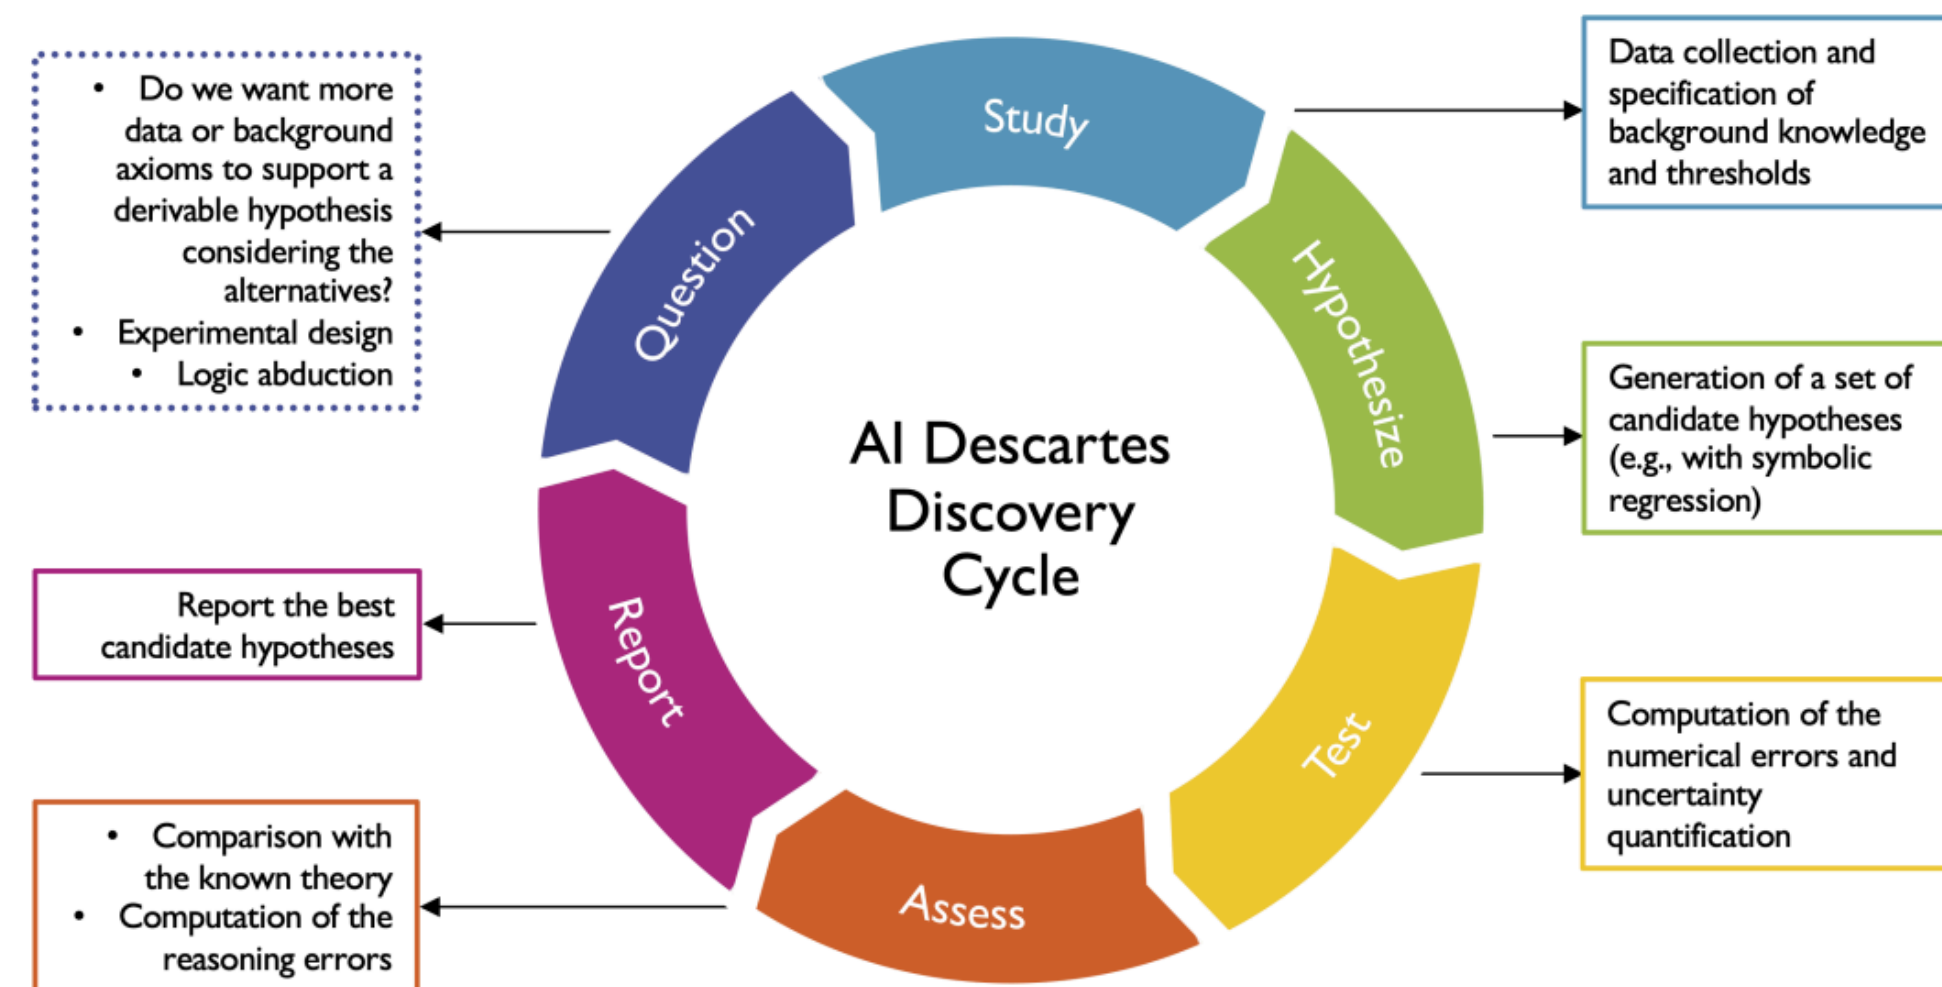 Study
Data collection and
specification of
background knowledge
and thresholds
Hypothesize
Generation of a set of
candidate hypotheses
(e.g., with symbolic
regression)
Test
Computation of the
numerical errors and
uncertainty
quantification
Assess
• Comparison with
the known theory
• Computation of the
reasoning errors
Report
Report the best
candidate hypotheses
Question
• Do we want more
data or background
axioms to support a
derivable hypothesis
considering the
alternatives?
• Experimental design
• Logic abduction
AI Descartes
Discovery
Cycle